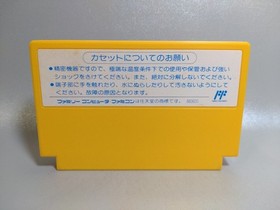 カセットについてのお願い
●精密機器ですので、極端な温度条件下での使用や保管および強い
ショックをさけてください。また、絶対に分解しないでください。
●端子部に手を触れたり、水にぬらしたりして汚さないようにして
ください。故障の原因となります。
ファミリーコンピュータ ファミコンは任天堂の商標です。